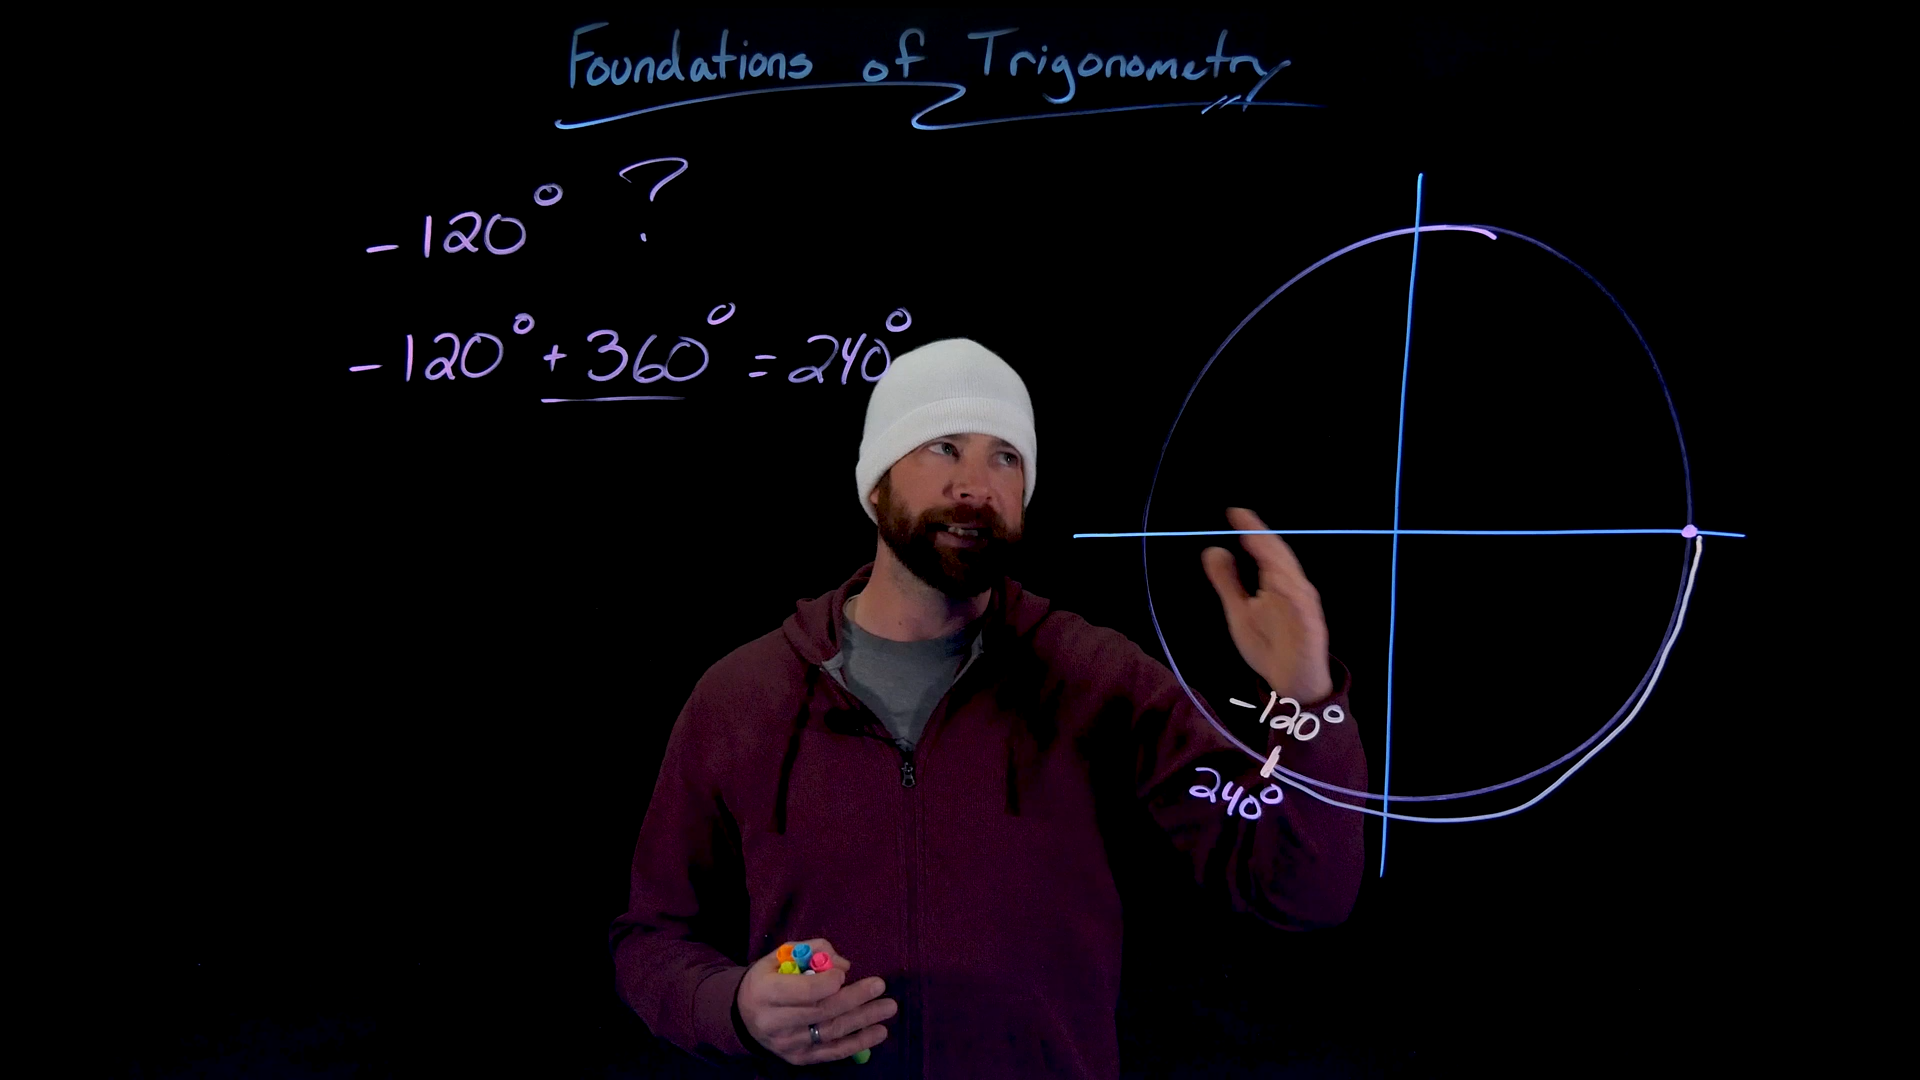 Foundations of Trigonometry
-120° ?
-120° + 360° = 240°
-120°
240°